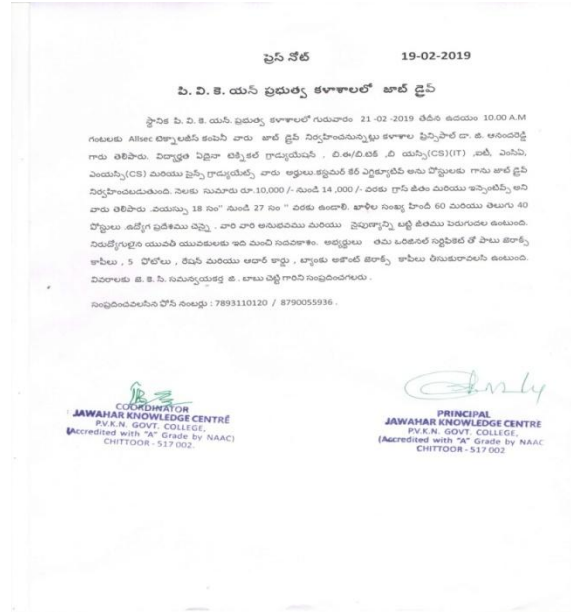 ప్రెస్ నోట్ 19-02-2019
పి. వి. కె. యన్ ప్రభుత్వ కళాశాలలో జాబ్ డ్రైవ్
స్థానిక పి. వి. కె. యన్. ప్రభుత్వ కళాశాలలో గురువారం 21 -02 -2019 తేదిన ఉదయం 10.00 A.M
గంటలకు Allsec టెక్నాలజీస్ కంపెనీ వారు జాబ్ డ్రైవ్ నిర్వహించనున్నట్లు కళాశాల ప్రిన్సిపాల్ డా. జి. ఆనందరెడ్డి
గారు తెలిపారు. విద్యార్హత ఏదైనా టెక్నికల్ గ్రాడ్యుయేషన్ , బి.ఈ/బి.టెక్ ,బి యస్సి(CS)(IT) ,ఐటీ, ఎంసిఏ,
ఎంయస్సి(CS) మరియు సైన్స్ గ్రాడ్యుయేట్స్ వారు అర్హులు.కస్టమర్ కేర్ ఎగ్జిక్యూటివ్ అను పోస్టులకు గాను జాబ్ డ్రైవ్
నిర్వహించబడుతుంది. నెలకు సుమారు రూ.10,000 /- నుండి 14,000 /- వరకు గ్రాస్ జీతం మరియు ఇన్సెంటివ్స్ అని
వారు తెలిపారు .వయస్సు 18 సం" నుండి 27 సం " వరకు ఉండాలి. ఖాళీల సంఖ్య హిందీ 60 మరియు తెలుగు 40
పోస్టులు .ఉద్యోగ ప్రదేశము చెన్నై . వారి వారి అనుభవము మరియు నైపుణ్యాన్ని బట్టి జీతము పెరుగుదల ఉంటుంది.
నిరుద్యోగులైన యువతీ యువకులకు ఇది మంచి సదవకాశం. అభ్యర్థులు తమ ఒరిజినల్ సర్టిఫికెట్ తో పాటు జెరాక్స్
కాపీలు , 5 ఫోటోలు , రేషన్ మరియు ఆధార్ కార్డు , బ్యాంకు అకౌంట్ జెరాక్స్ కాపీలు తీసుకురావలసి ఉంటుంది.
వివరాలకు జె. కె. సి. సమన్వయకర్త జి . బాబు చెట్టి గారిని సంప్రదించగలరు .
సంప్రదించవలసిన ఫోన్ నంబర్లు : 7893110120 / 8790055936 .
COORDINATOR
JAWAHAR KNOWLEDGE CENTRE
P.V.K.N. GOVT. COLLEGE,
(Accredited with "A" Grade by NAAC)
CHITTOOR - 517 002.
PRINCIPAL
JAWAHAR KNOWLEDGE CENTRE
P.V.K.N. GOVT. COLLEGE,
(Accredited with "A" Grade by NAAC
CHITTOOR - 517 002